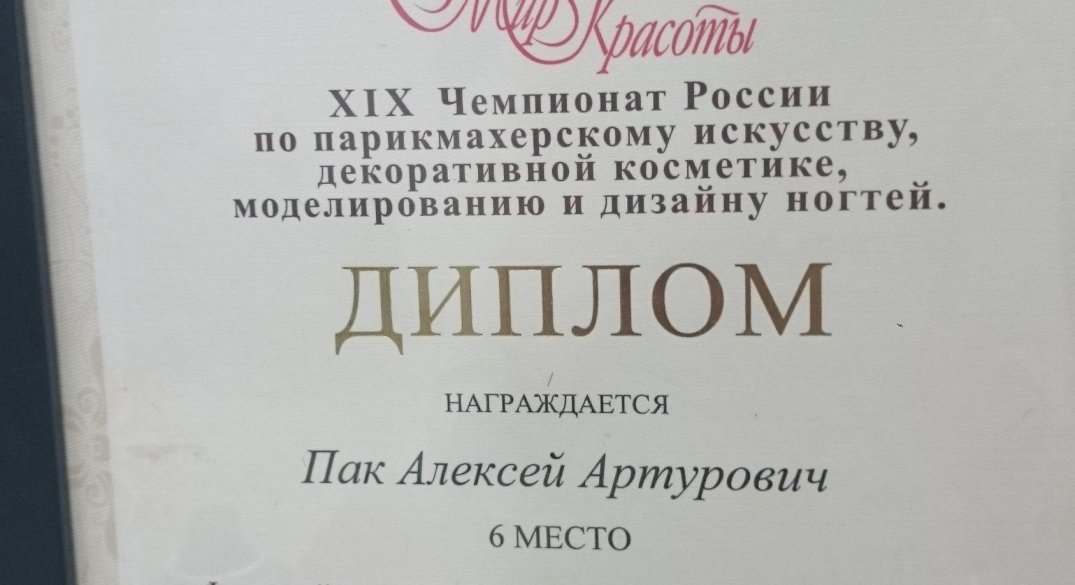 Мир Красоты
XIX Чемпионат России
по парикмахерскому искусству,
декоративной косметике,
моделированию и дизайну ногтей.
ДИПЛОМ
НАГРАЖДАЕТСЯ
Пак Алексей Артурович
6 МЕСТО